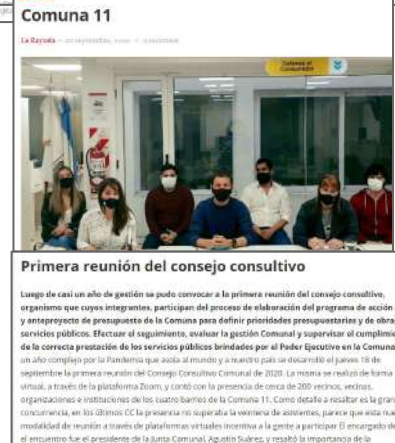 Comuna 11
La Rayuela
Defensa al
Consumidor
Primera reunión del consejo consultivo
Luego de casi un año de gestión se pudo convocar a la primera reunión del consejo consultivo,
organismo que cuyos integrantes, participan del proceso de elaboración del programa de acción
y anteproyecto de presupuesto de la Comuna para definir prioridades presupuestarias y de obra
servicios públicos. Efectuar el seguimiento, evaluar la gestión Comunal y supervisar el cumplimie
de la correcta prestación de los servicios públicos brindados por el Poder Ejecutivo en la Comuna
un año complejo por la Pandemia que asola al mundo y a nuestro país se desarrolló el jueves 18 de
septiembre la primera reunión del Consejo Consultivo Comunal de 2020. La misma se realizó de forma
virtual, a través de la plataforma Zoom, y contó con la presencia de cerca de 200 vecinos, vecinas,
organizaciones e instituciones de los cuatro barrios de la Comuna 11. Como detalle a resaltar es la gran
concurrencia, en los últimos CC la presencia no superaba la veintena de asistentes, parece que esta nue
modalidad de reunión a través de plataformas virtuales incentiva a la gente a participar El encargado de
el encuentro fue el presidente de la Junta Comunal, Agustín Suárez, y resaltó la importancia de la